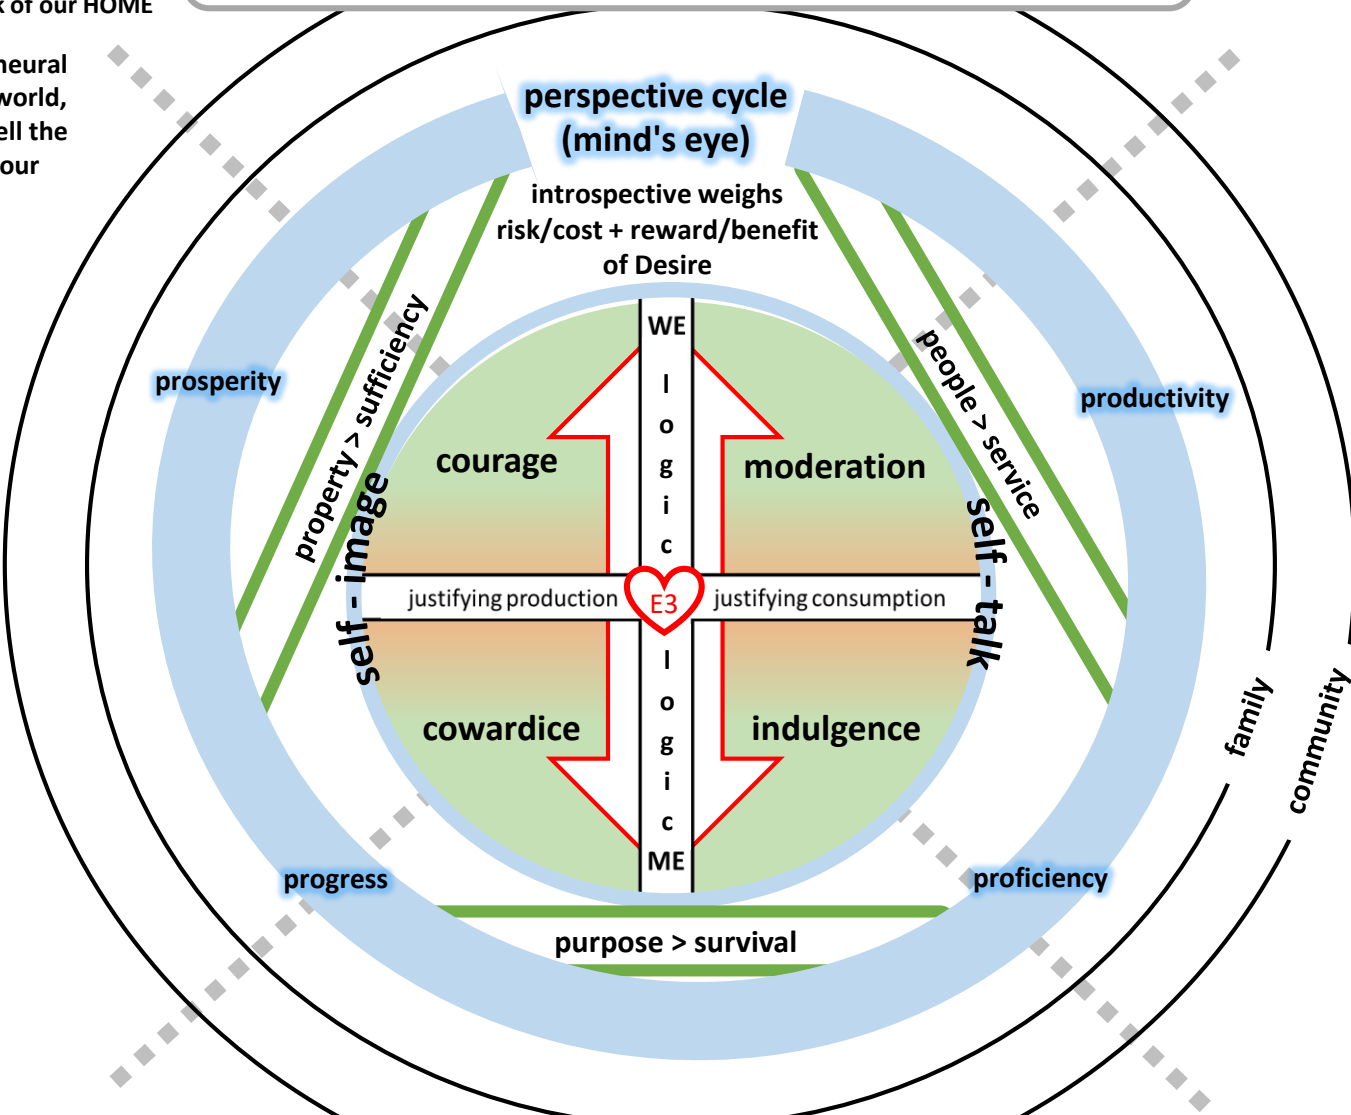 k of our HOME
neural
world,
ell the
our
perspective cycle
(mind's eye)
introspective weighs
risk/cost + reward/benefit
of Desire
prosperity
property > sufficiency
people > service
productivity
WE
logic
courage
moderation
self - image
self - talk
justifying production
E3
justifying consumption
logic
ME
cowardice
indulgence
family
community
progress
proficiency
purpose > survival